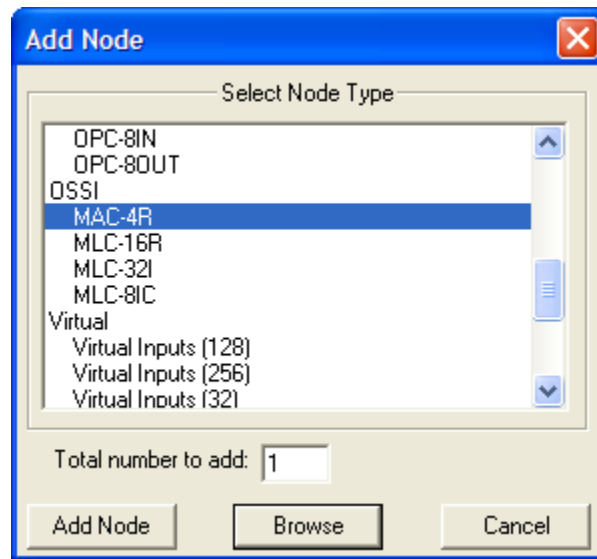 Add Node
Select Node Type
OPC-8IN
OPC-8OUT
OSSI
MAC-4R
MLC-16R
MLC-32I
MLC-8IC
Virtual
Virtual Inputs (128)
Virtual Inputs (256)
Virtual Inputs (32)
Total number to add: 1
Add Node Browse Cancel